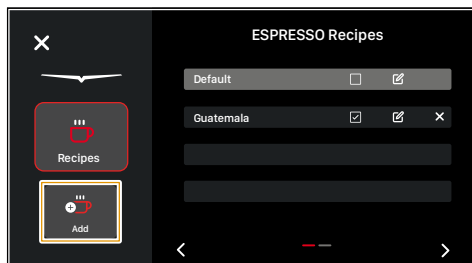 ESPRESSO Recipes
Default
Guatemala
Recipes
Add